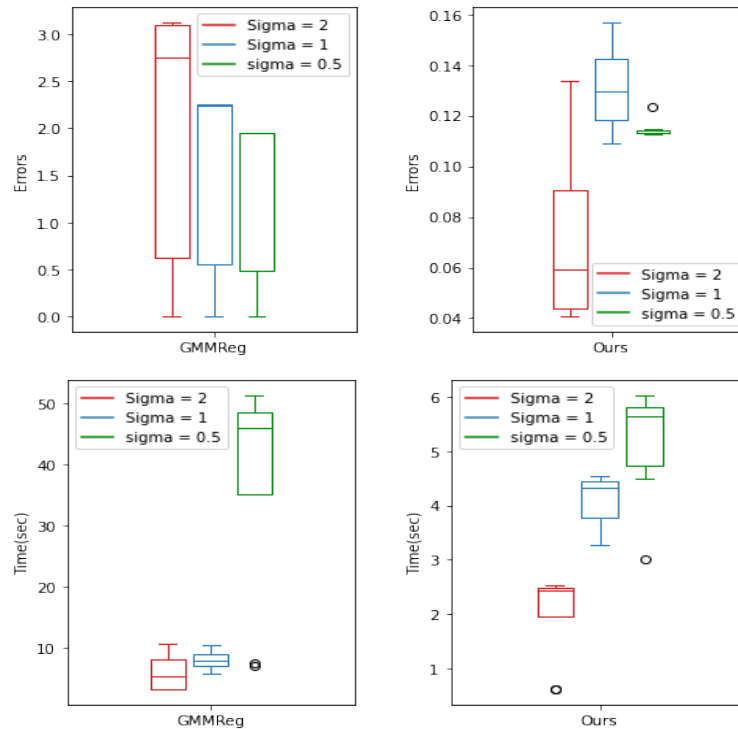 Errors
3.0
2.5
2.0
1.5
1.0
0.5
0.0
Sigma = 2
Sigma = 1
sigma = 0.5
GMMReg
Errors
0.16
0.14
0.12
0.10
0.08
0.06
0.04
Sigma = 2
Sigma = 1
sigma = 0.5
Ours
Time(sec)
50
40
30
20
10
Sigma = 2
Sigma = 1
sigma = 0.5
GMMReg
Time(sec)
6
5
4
3
2
1
Sigma = 2
Sigma = 1
sigma = 0.5
Ours